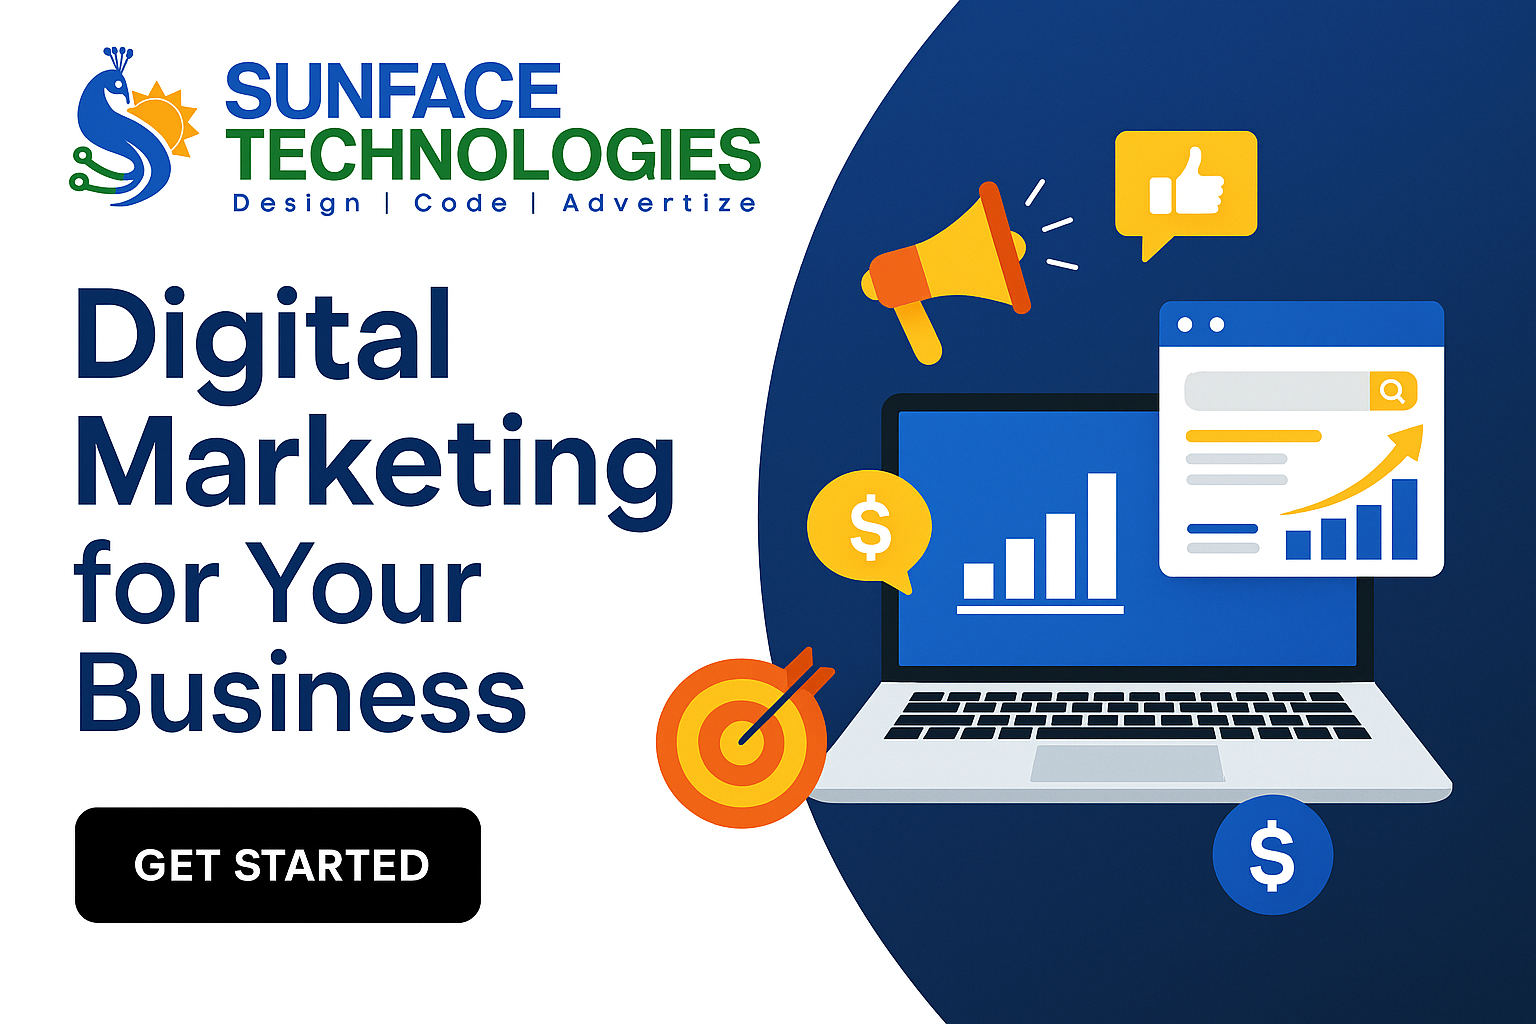 SUNFACE
TECHNOLOGIES
Design | Code | Advertize
Digital
Marketing
for Your
Business
GET STARTED
$
$